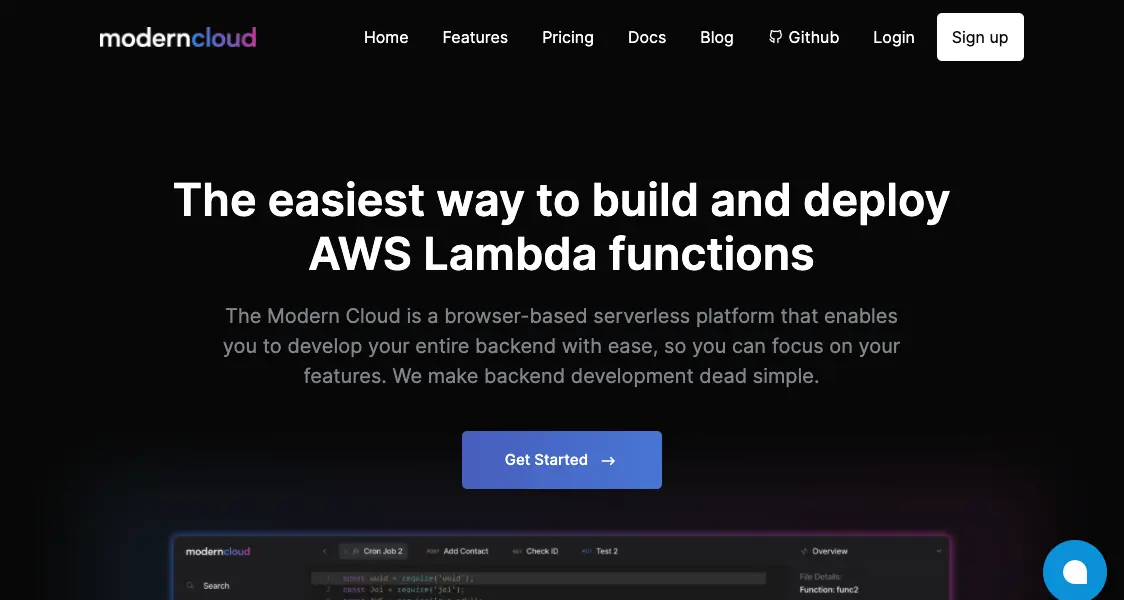 moderncloud
Home Features Pricing Docs Blog Github Login Sign up
The easiest way to build and deploy
AWS Lambda functions
The Modern Cloud is a browser-based serverless platform that enables
you to develop your entire backend with ease, so you can focus on your
features. We make backend development dead simple.
Get Started →
moderncloud Cron Job 2 Add Contact Check ID Test 2 Overview
File Details:
1 const uuid = require('uuid');
Search
2 const Joi = require('joi');
Function: func2